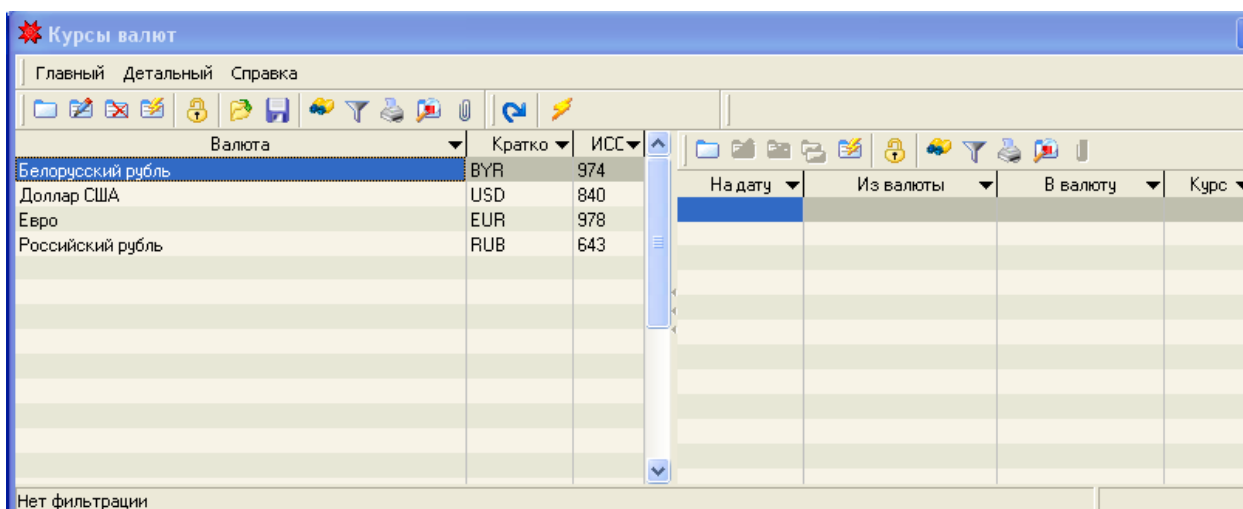 Курсы валют
Главный Детальный Справка
Валюта Кратко ИСС
Белорусский рубль BYR 974
Доллар США USD 840
Евро EUR 978
Российский рубль RUB 643
На дату Из валюты В валюту Курс
Нет фильтрации